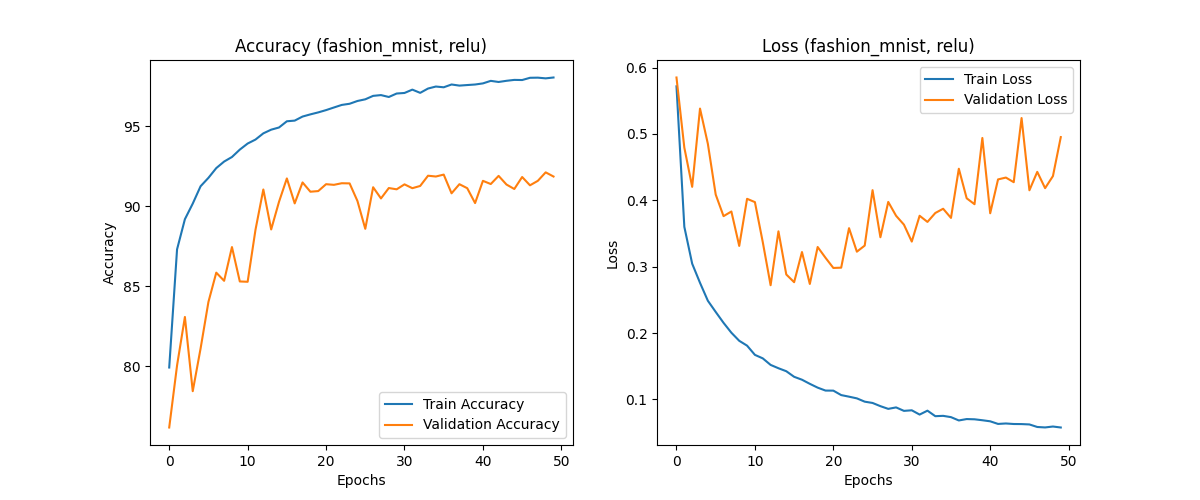 Accuracy (fashion_mnist, relu)
95
90
85
80
Accuracy
Train Accuracy
Validation Accuracy
0 10 20 30 40 50
Epochs
Loss (fashion_mnist, relu)
0.6
0.5
0.4
0.3
0.2
0.1
Loss
Train Loss
Validation Loss
0 10 20 30 40 50
Epochs